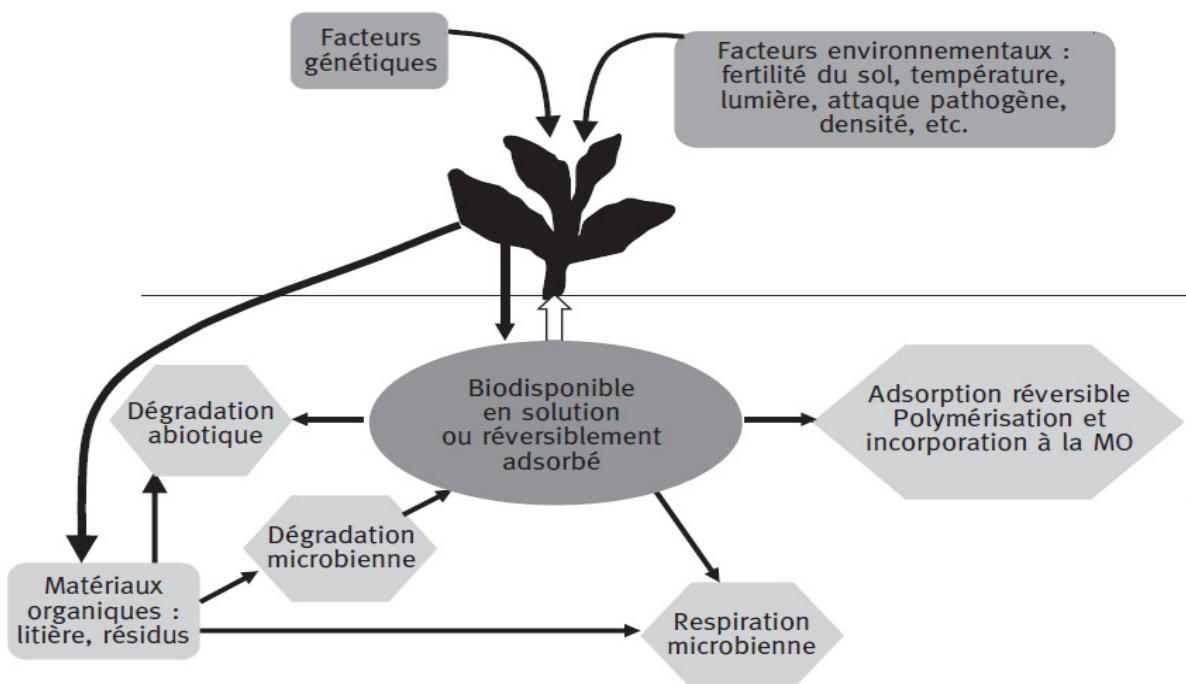 Facteurs
génétiques
Facteurs environnementaux :
fertilité du sol, température,
lumière, attaque pathogène,
densité, etc.
Biodisponible
en solution
ou réversiblement
adsorbé
Dégradation
abiotique
Adsorption réversible
Polymérisation et
incorporation à la MO
Dégradation
microbienne
Matériaux
organiques :
litière, résidus
Respiration
microbienne